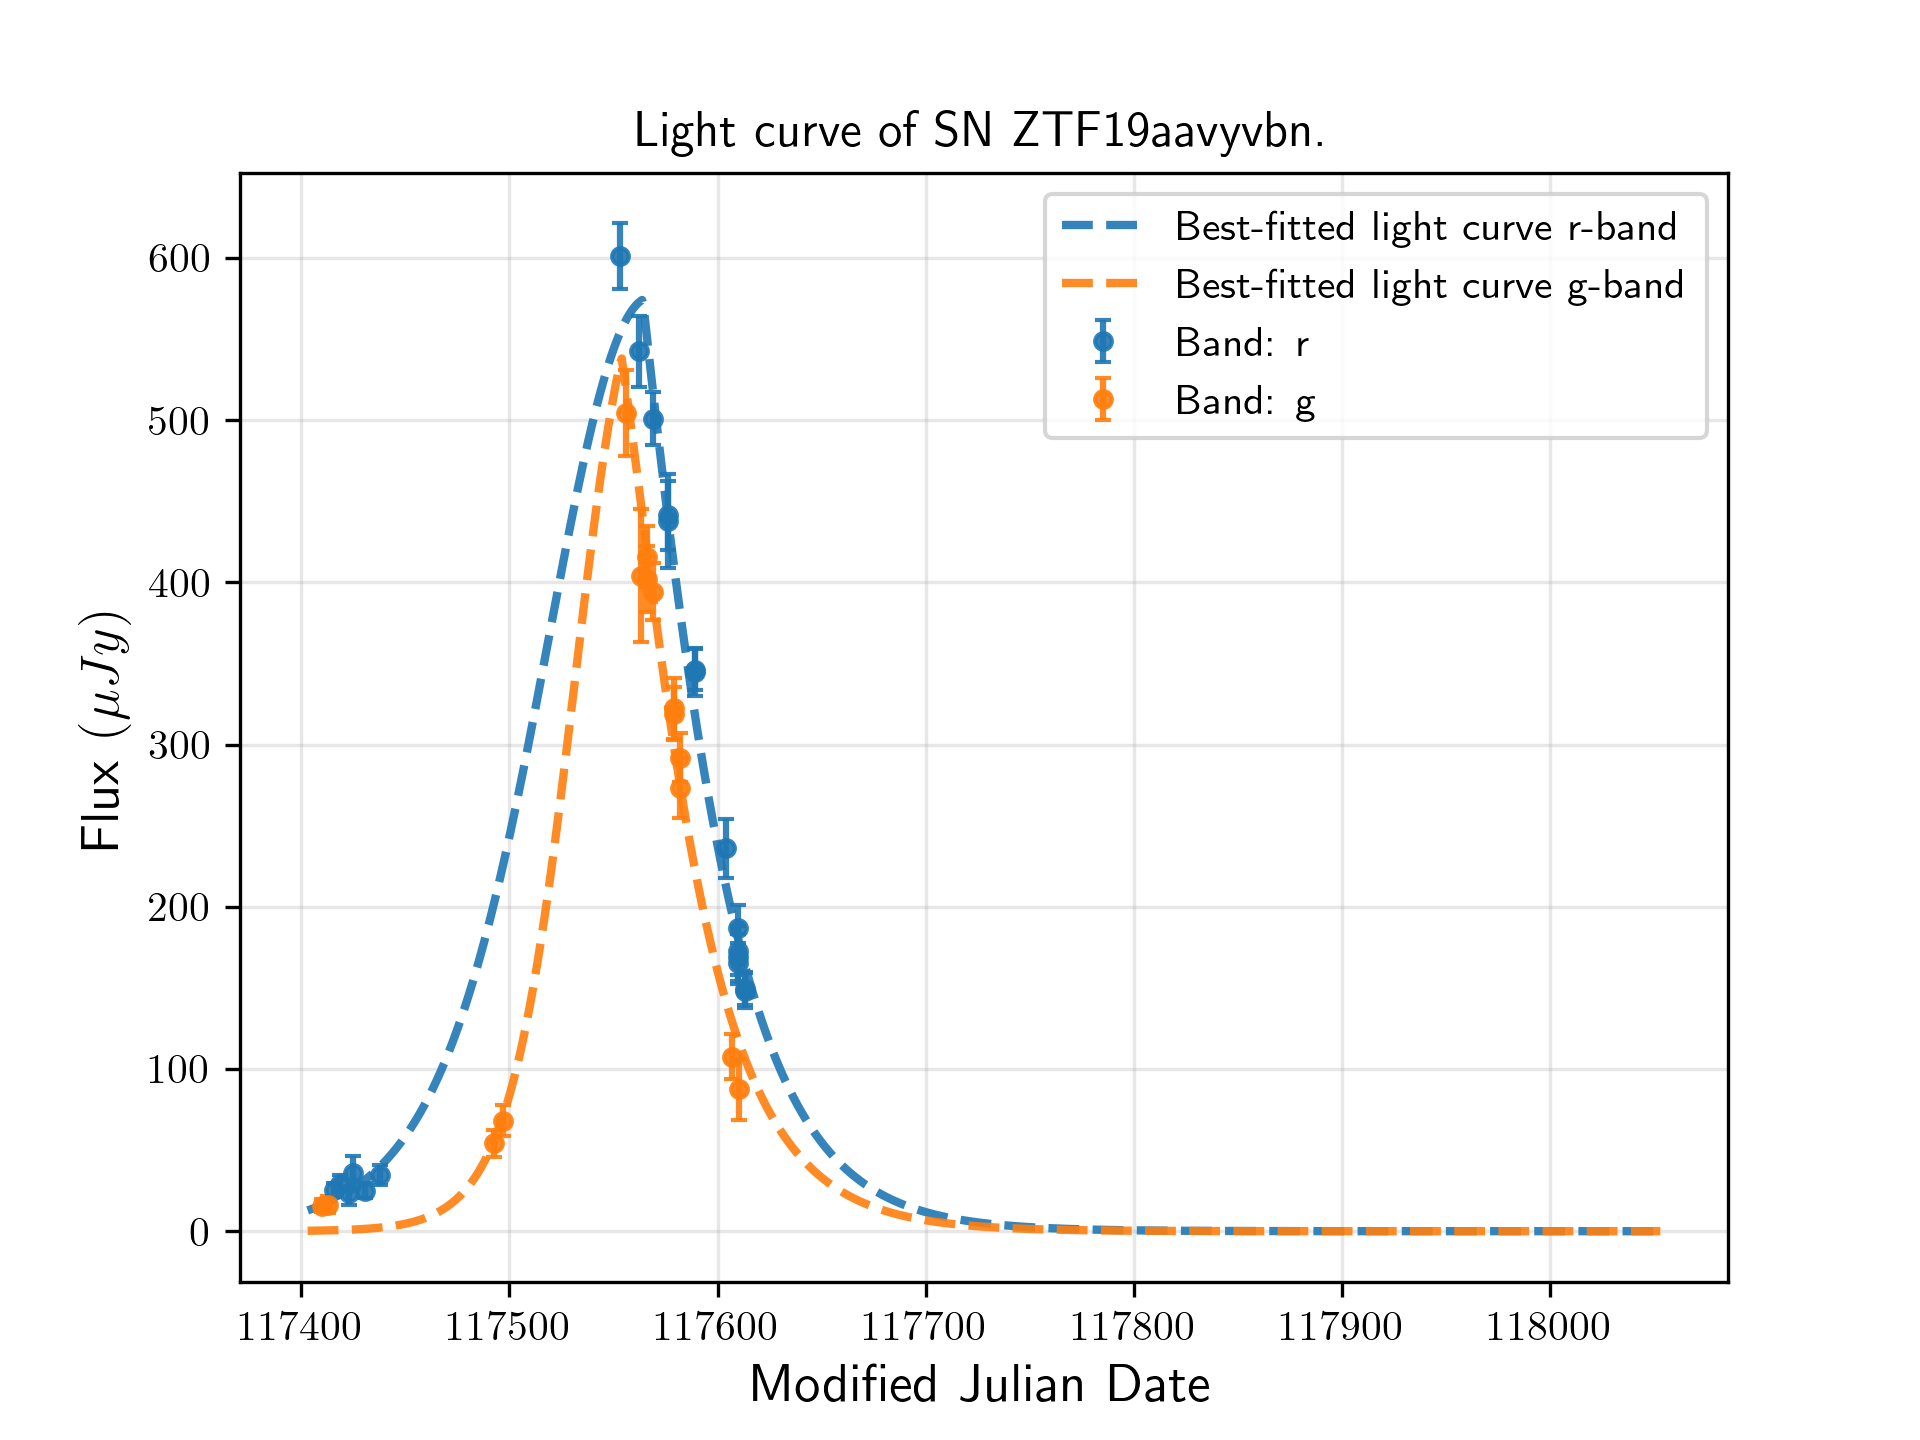 Light curve of SN ZTF19aavyvbn.
Best-fitted light curve r-band
Best-fitted light curve g-band
Band: r
Band: g
Flux (μJy)
600
500
400
300
200
100
0
117400 117500 117600 117700 117800 117900 118000
Modified Julian Date